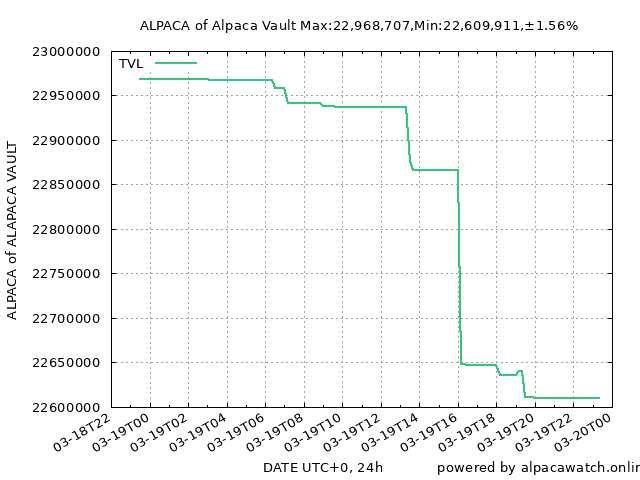 ALPACA of Alpaca Vault Max:22,968,707,Min:22,609,911,±1.56%
TVL
23000000
22950000
22900000
22850000
22800000
22750000
22700000
22650000
22600000
ALPACA of ALAPACA VAULT
03-18T22
03-19T00
03-19T02
03-19T04
03-19T06
03-19T08
03-19T10
03-19T12
03-19T14
03-19T16
03-19T18
03-19T20
03-19T22
03-20T00
DATE UTC+0, 24h
powered by alpacawatch.onlin